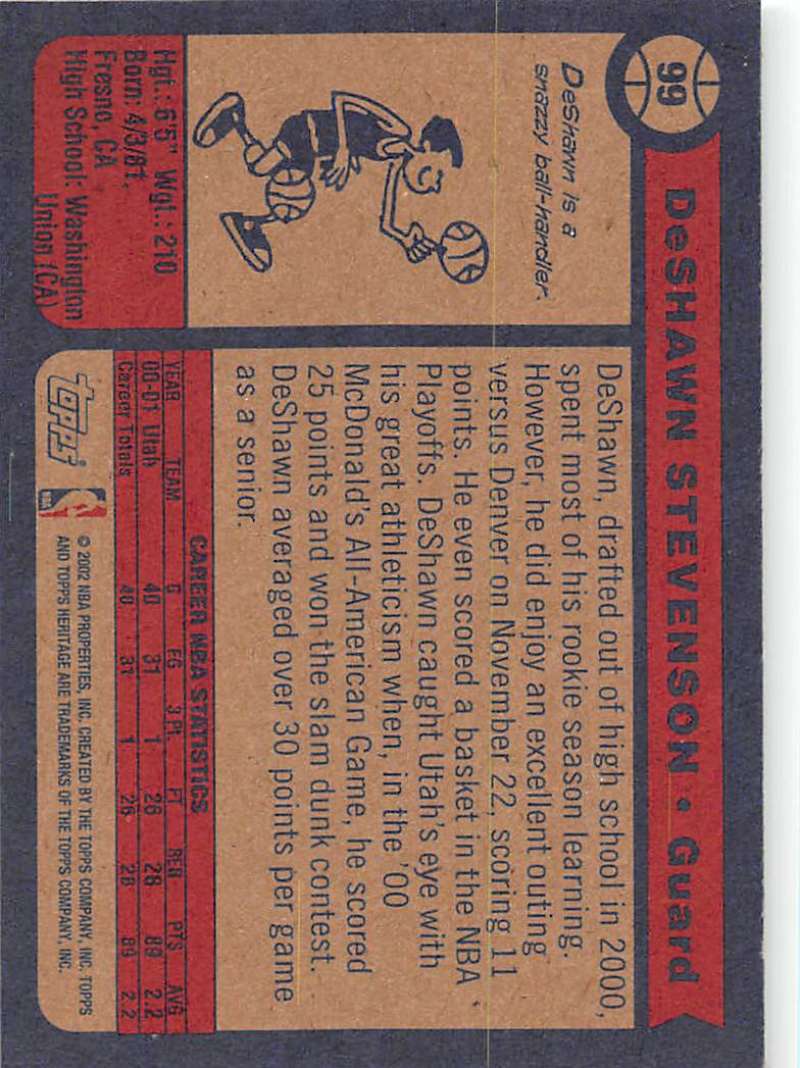 99
DeSHAWN STEVENSON • Guard
DeShawn is a
snazzy ball-handler.
Hgt.: 6'5" Wgt.: 210
Born: 4/3/81,
Fresno, CA
High School: Washington
Union (CA)
DeShawn, drafted out of high school in 2000,
spent most of his rookie season learning.
However, he did enjoy an excellent outing
versus Denver on November 22, scoring 11
points. He even scored a basket in the NBA
Playoffs. DeShawn caught Utah's eye with
his great athleticism when, in the '00
McDonald's All-American Game, he scored
25 points and won the slam dunk contest.
DeShawn averaged over 30 points per game
as a senior.
CAREER NBA STATISTICS
YEAR TEAM G FG 3 Pt FT REB PTS AVG
00-01 Utah 40 31 1 26 28 89 2.2
Career Totals 40 31 1 26 28 89 2.2
topps NBA
© 2002 NBA PROPERTIES, INC. CREATED BY THE TOPPS COMPANY, INC. TOPPS
AND TOPPS HERITAGE ARE TRADEMARKS OF THE TOPPS COMPANY, INC.